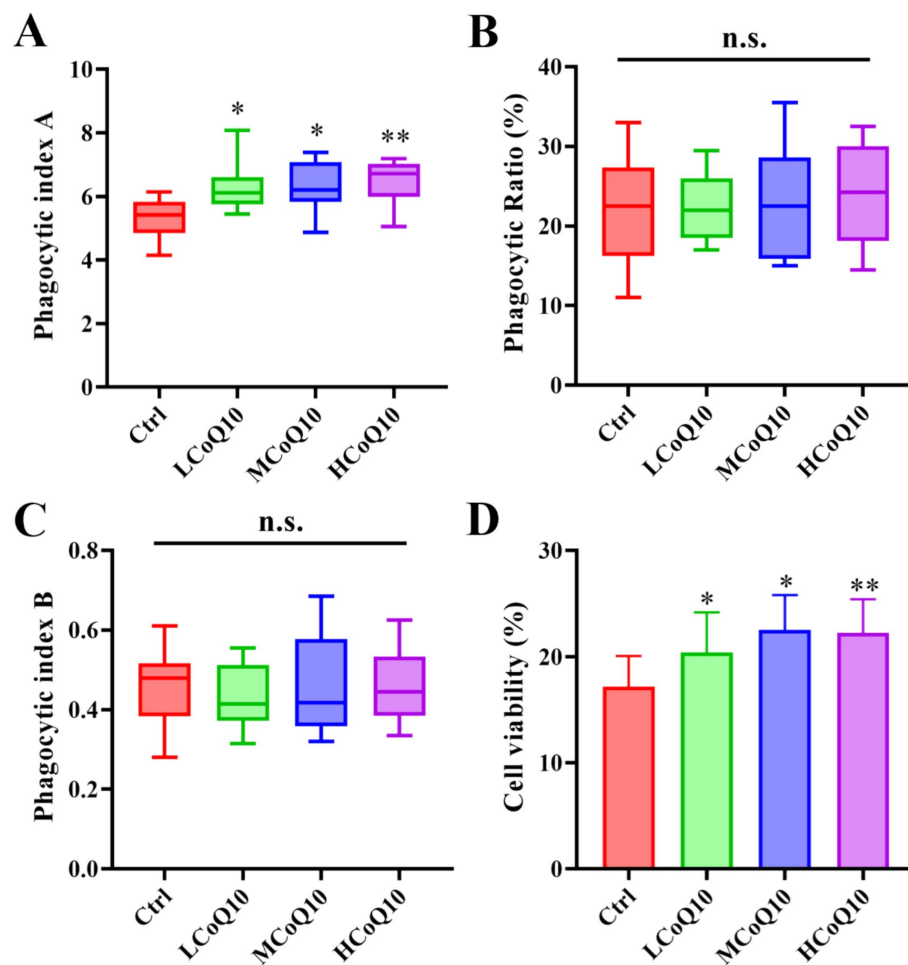 A
Phagocytic index A
10
8
6
4
2
0
*
*
**
Ctrl
LCoQ10
MCoQ10
HCoQ10
B
n.s.
Phagocytic Ratio (%)
40
30
20
10
0
Ctrl
LCoQ10
MCoQ10
HCoQ10
C
n.s.
Phagocytic index B
0.8
0.6
0.4
0.2
0.0
Ctrl
LCoQ10
MCoQ10
HCoQ10
D
Cell viability (%)
30
20
10
0
*
*
**
Ctrl
LCoQ10
MCoQ10
HCoQ10